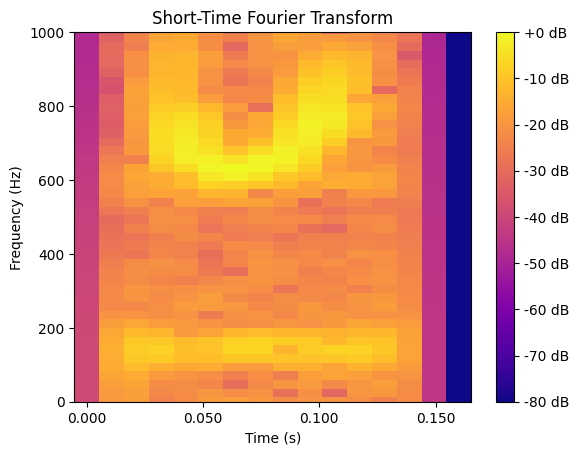 Short-Time Fourier Transform
1000
800
600
400
200
0
Frequency (Hz)
0.000
0.050
0.100
0.150
Time (s)
+0 dB
-10 dB
-20 dB
-30 dB
-40 dB
-50 dB
-60 dB
-70 dB
-80 dB